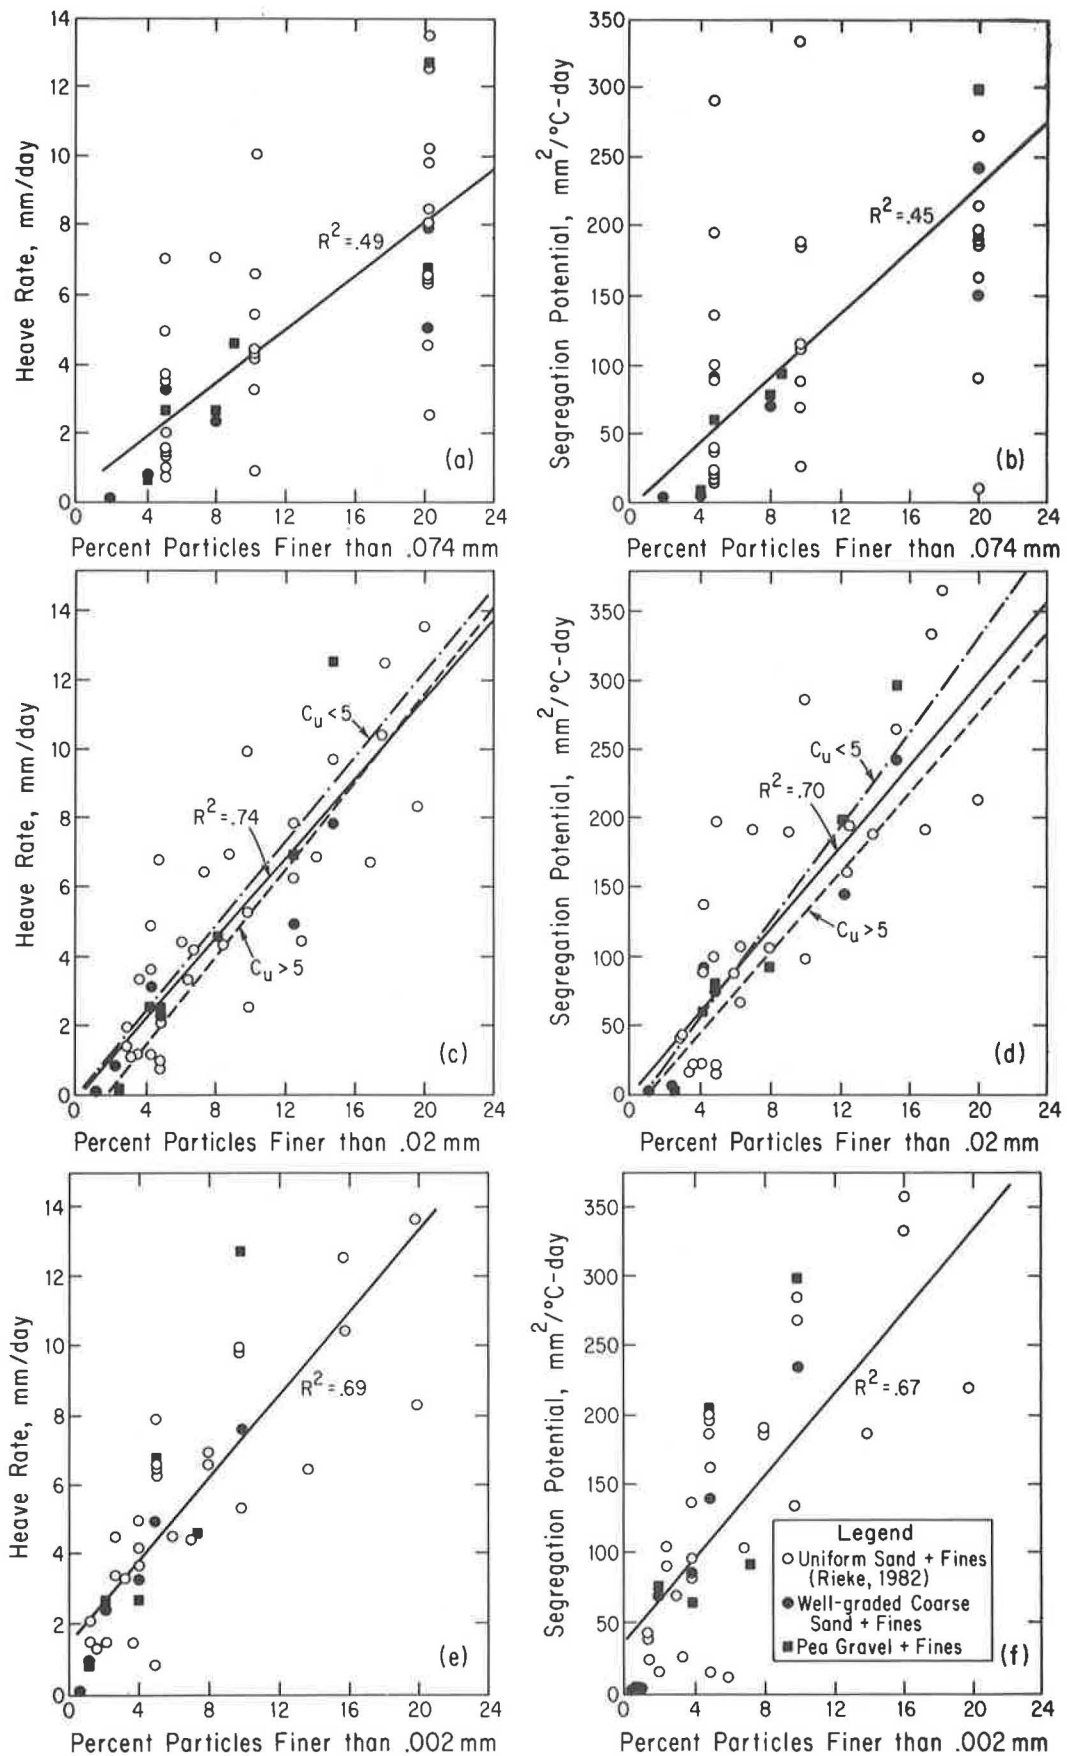 14
12
10
8
6
4
2
0
Heave Rate, mm/day
R²=.49
(a)
0 4 8 12 16 20 24
Percent Particles Finer than .074 mm
350
300
250
200
150
100
50
0
Segregation Potential, mm²/°C-day
R²=.45
(b)
0 4 8 12 16 20 24
Percent Particles Finer than .074 mm
14
12
10
8
6
4
2
0
Heave Rate, mm/day
Cu<5
R²=.74
Cu>5
(c)
0 4 8 12 16 20 24
Percent Particles Finer than .02 mm
350
300
250
200
150
100
50
0
Segregation Potential, mm²/°C-day
Cu<5
R²=.70
Cu>5
(d)
0 4 8 12 16 20 24
Percent Particles Finer than .02 mm
14
12
10
8
6
4
2
0
Heave Rate, mm/day
R²=.69
(e)
0 4 8 12 16 20 24
Percent Particles Finer than .002 mm
350
300
250
200
150
100
50
0
Segregation Potential, mm²/°C-day
R²=.67
Legend
Uniform Sand + Fines
(Rieke, 1982)
Well-graded Coarse
Sand + Fines
Pea Gravel + Fines
(f)
0 4 8 12 16 20 24
Percent Particles Finer than .002 mm